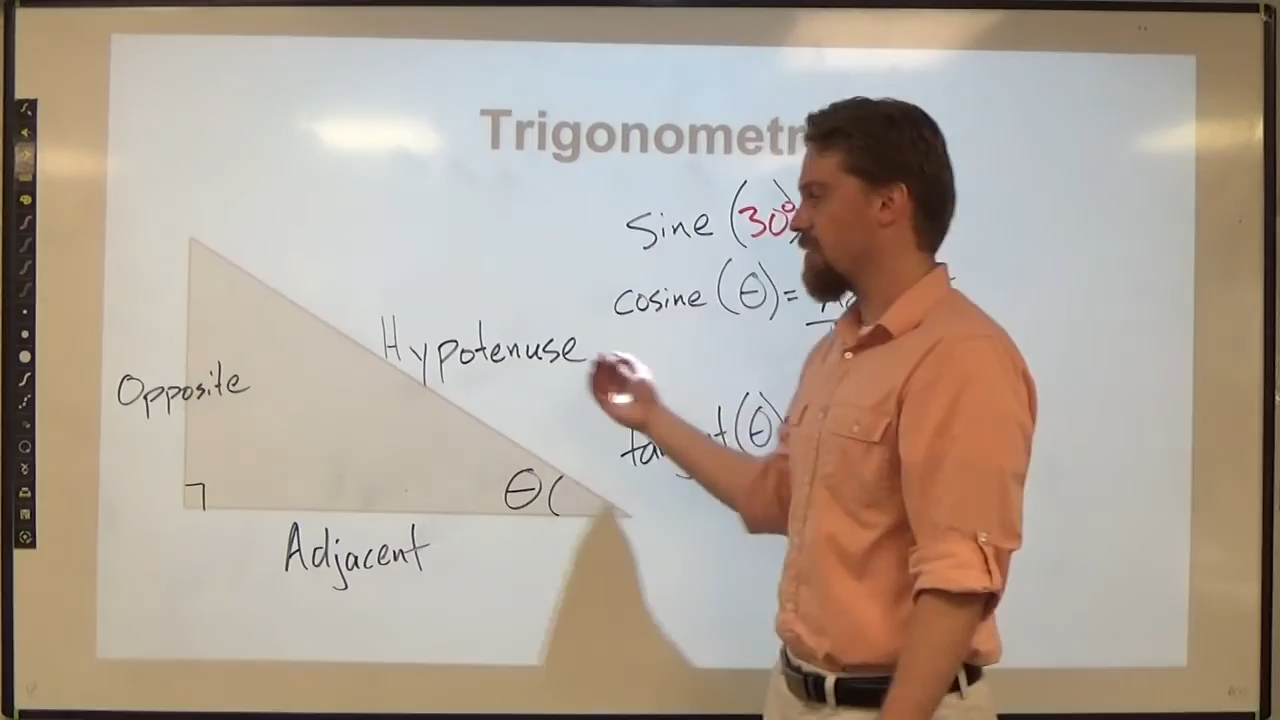 Trigonometr
sine (30°)
cosine (θ) =
Hypotenuse
Opposite
(θ)
θ
Adjacent